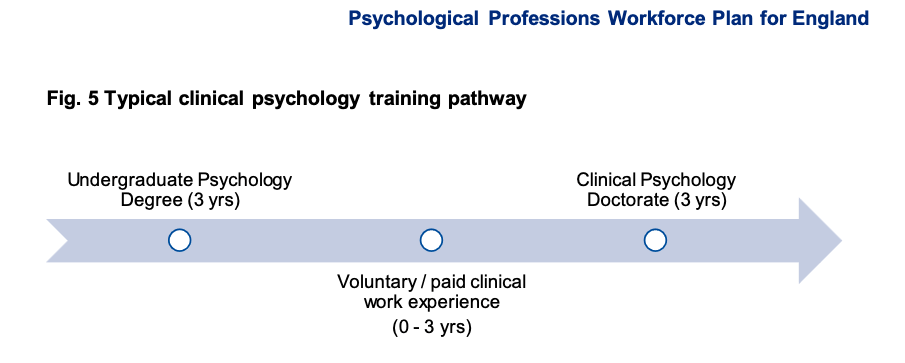 Psychological Professions Workforce Plan for England
Fig. 5 Typical clinical psychology training pathway
Undergraduate Psychology
Degree (3 yrs)
Clinical Psychology
Doctorate (3 yrs)
Voluntary / paid clinical
work experience
(0 - 3 yrs)